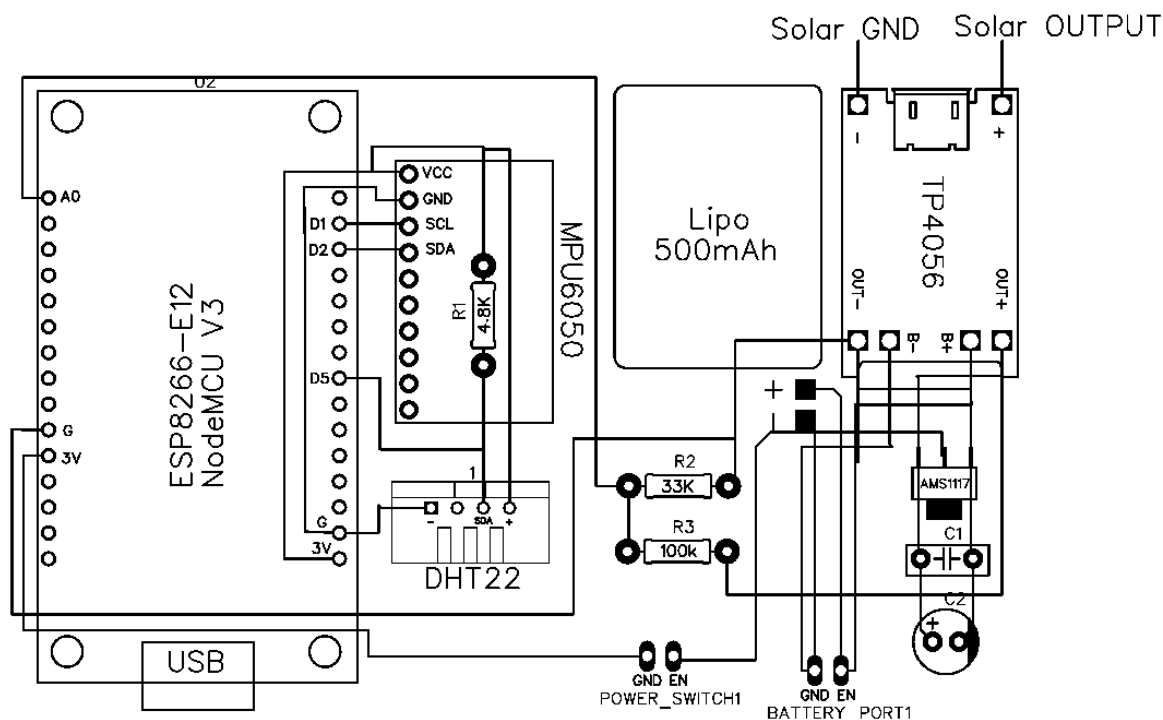 Solar GND
Solar OUTPUT
U2
A0
D1
D2
D5
G
3V
G
3V
ESP8266-E12
NodeMCU V3
USB
VCC
GND
SCL
SDA
MPU6050
R1
4.8K
1
-
SDA
+
DHT22
Lipo
500mAh
+
-
-
+
TP4056
OUT-
OUT+
B-
B+
R2
33K
R3
100k
AMS1117
C1
C2
+
GND EN
POWER_SWITCH1
GND EN
BATTERY PORT1